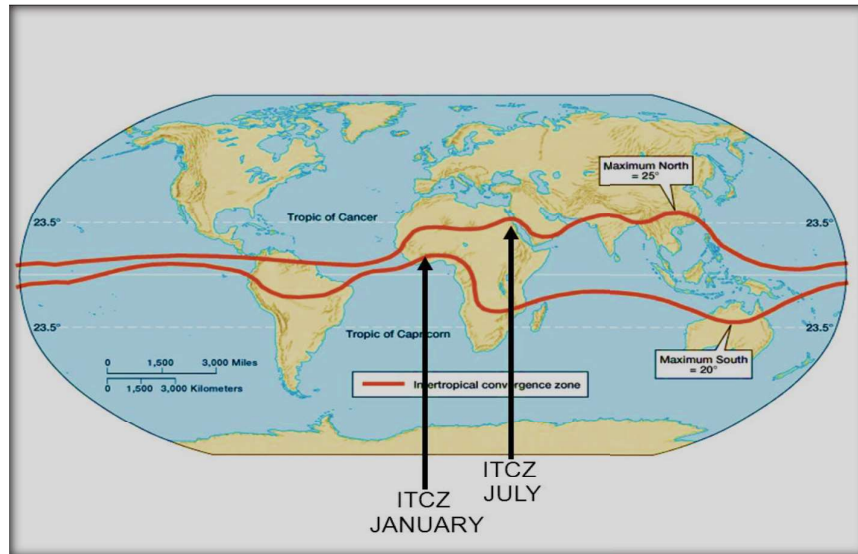 Maximum North
= 25°
23.5°
Tropic of Cancer
23.5°
23.5°
Tropic of Capricorn
23.5°
Maximum South
= 20°
0 1,500 3,000 Miles
0 1,500 3,000 Kilometers
Intertropical convergence zone
ITCZ
JANUARY
ITCZ
JULY